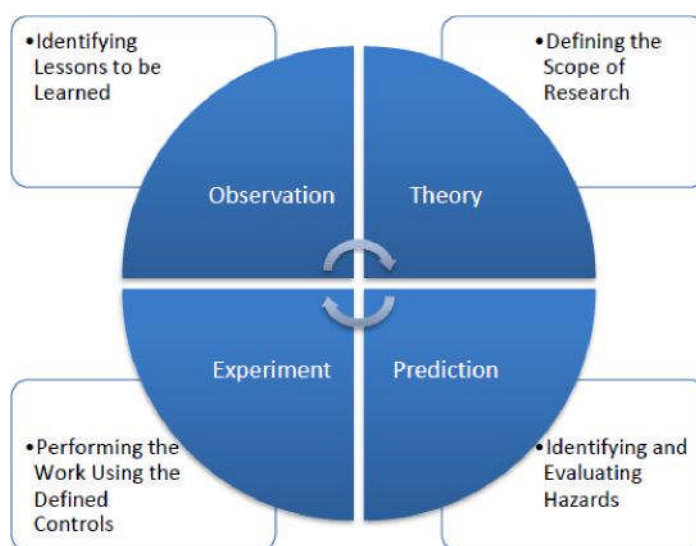 •Identifying
Lessons to be
Learned
•Defining the
Scope of
Research
Observation
Theory
Experiment
Prediction
•Performing the
Work Using the
Defined
Controls
•Identifying and
Evaluating
Hazards